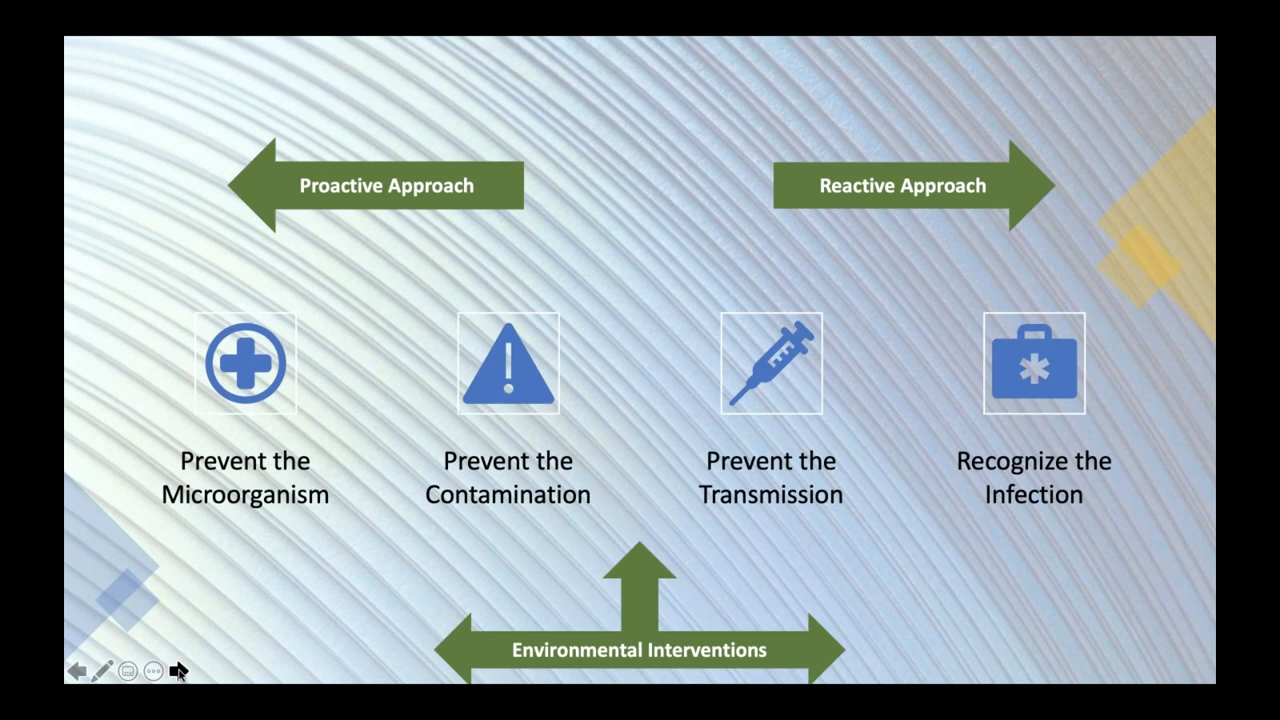 Proactive Approach
Reactive Approach
Prevent the
Microorganism
Prevent the
Contamination
Prevent the
Transmission
Recognize the
Infection
Environmental Interventions